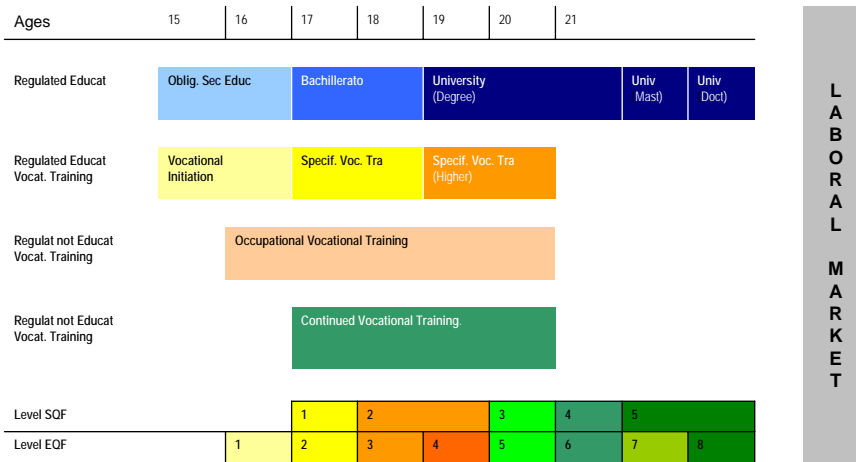 Ages 15 16 17 18 19 20 21
Regulated Educat Oblig. Sec Educ Bachillerato University Univ Univ
(Degree) Mast) (Doct)
Regulated Educat Vocational Specif. Voc. Tra Specif. Voc. Tra
Vocat. Training Initiation (Higher)
Regulat not Educat Occupational Vocational Training
Vocat. Training
Regulat not Educat Continued Vocational Training.
Vocat. Training
Level SQF 1 2 3 4 5
Level EQF 1 2 3 4 5 6 7 8
LABORAL MARKET